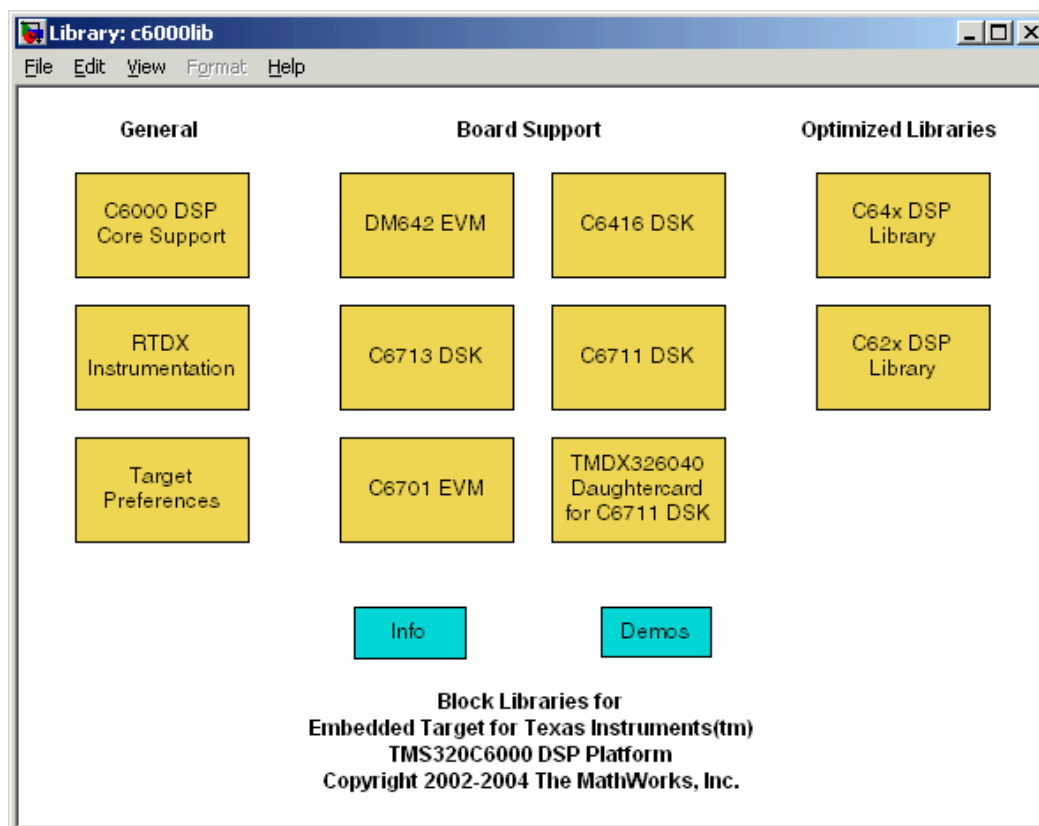 Library: c6000lib
File Edit View Format Help
General
Board Support
Optimized Libraries
C6000 DSP
Core Support
DM642 EVM
C6416 DSK
C64x DSP
Library
RTDX
Instrumentation
C6713 DSK
C6711 DSK
C62x DSP
Library
Target
Preferences
C6701 EVM
TMDX326040
Daughtercard
for C6711 DSK
Info
Demos
Block Libraries for
Embedded Target for Texas Instruments(tm)
TMS320C6000 DSP Platform
Copyright 2002-2004 The MathWorks, Inc.